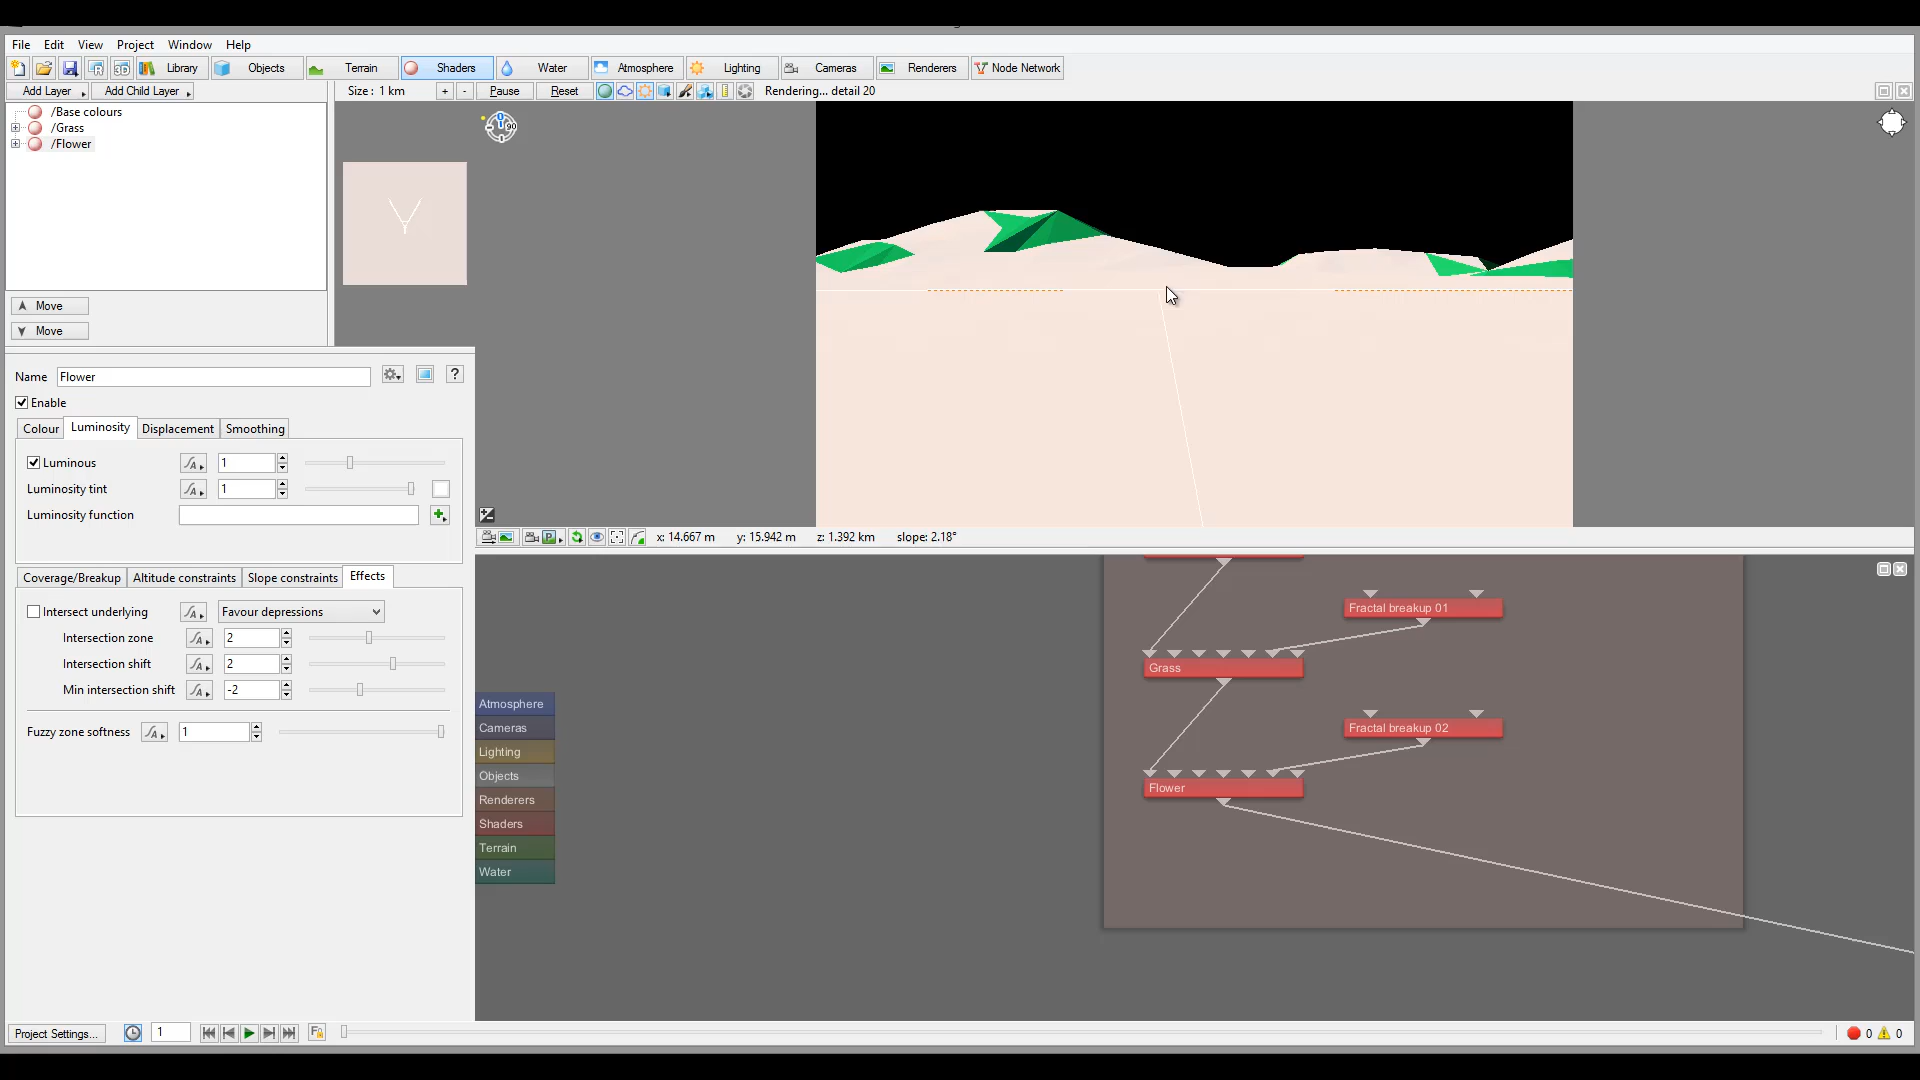 File Edit View Project Window Help
Library Objects Terrain Shaders Water Atmosphere Lighting Cameras Renderers Node Network
Add Layer Add Child Layer Size: 1 km + - Pause Reset Rendering... detail 20
/Base colours
/Grass
/Flower
90
Move
Move
Name Flower ?
Enable
Colour Luminosity Displacement Smoothing
Luminous 1
Luminosity tint 1
Luminosity function
x: 14.667 m y: 15.942 m z: 1.392 km slope: 2.18°
Coverage/Breakup Altitude constraints Slope constraints Effects
Intersect underlying Favour depressions
Intersection zone 2
Intersection shift 2
Min intersection shift -2
Fuzzy zone softness 1
Fractal breakup 01
Grass
Fractal breakup 02
Flower
Atmosphere
Cameras
Lighting
Objects
Renderers
Shaders
Terrain
Water
Project Settings... 1 0 0